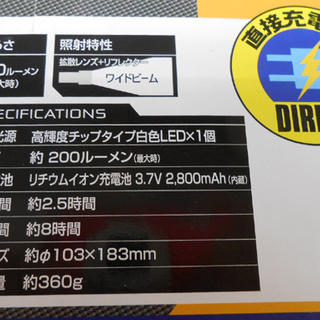 るさ
0ルーメン
大時)
照射特性
拡散レンズ+リフレクター
ワイドビーム
直接充電
DIRE
PECIFICATIONS
光源 高輝度チップタイプ白色LED×1個
約 200ルーメン(最大時)
池 リチウムイオン充電池 3.7V 2,800mAh(内蔵)
間 約2.5時間
間 約8時間
ズ 約φ103×183mm
量 約360g